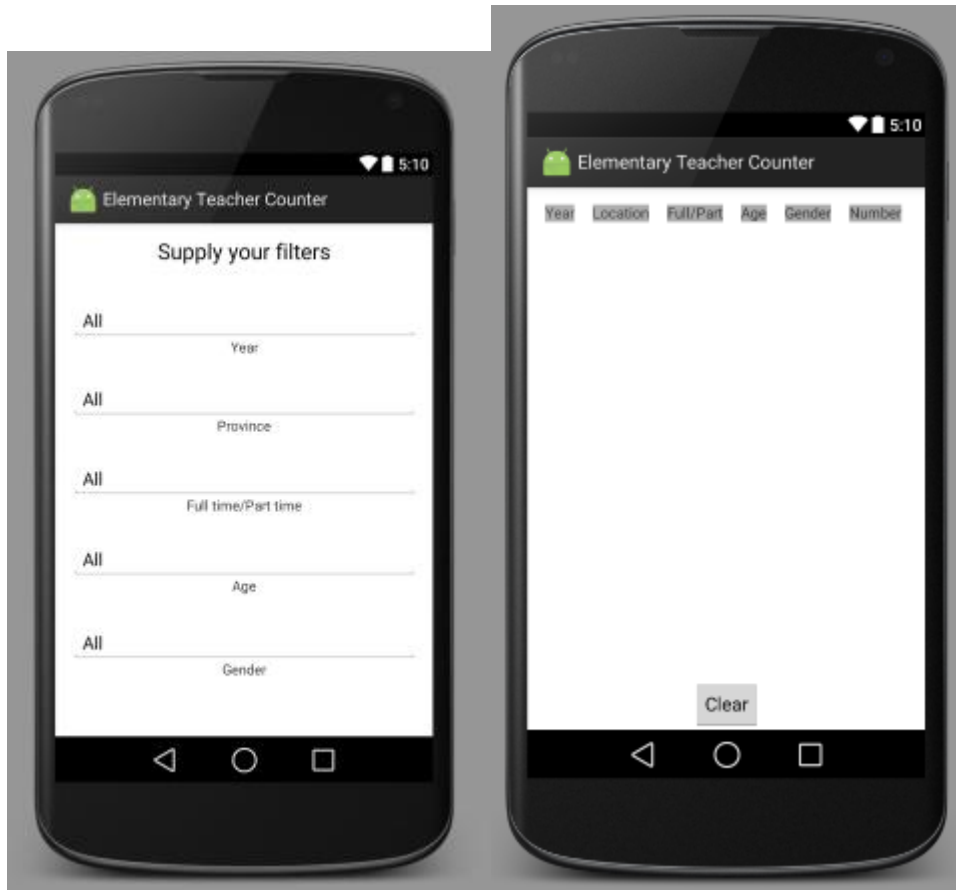 5:10
Elementary Teacher Counter
Supply your filters
All
Year
All
Province
All
Full time/Part time
All
Age
All
Gender
5:10
Elementary Teacher Counter
Year Location Full/Part Age Gender Number
Clear